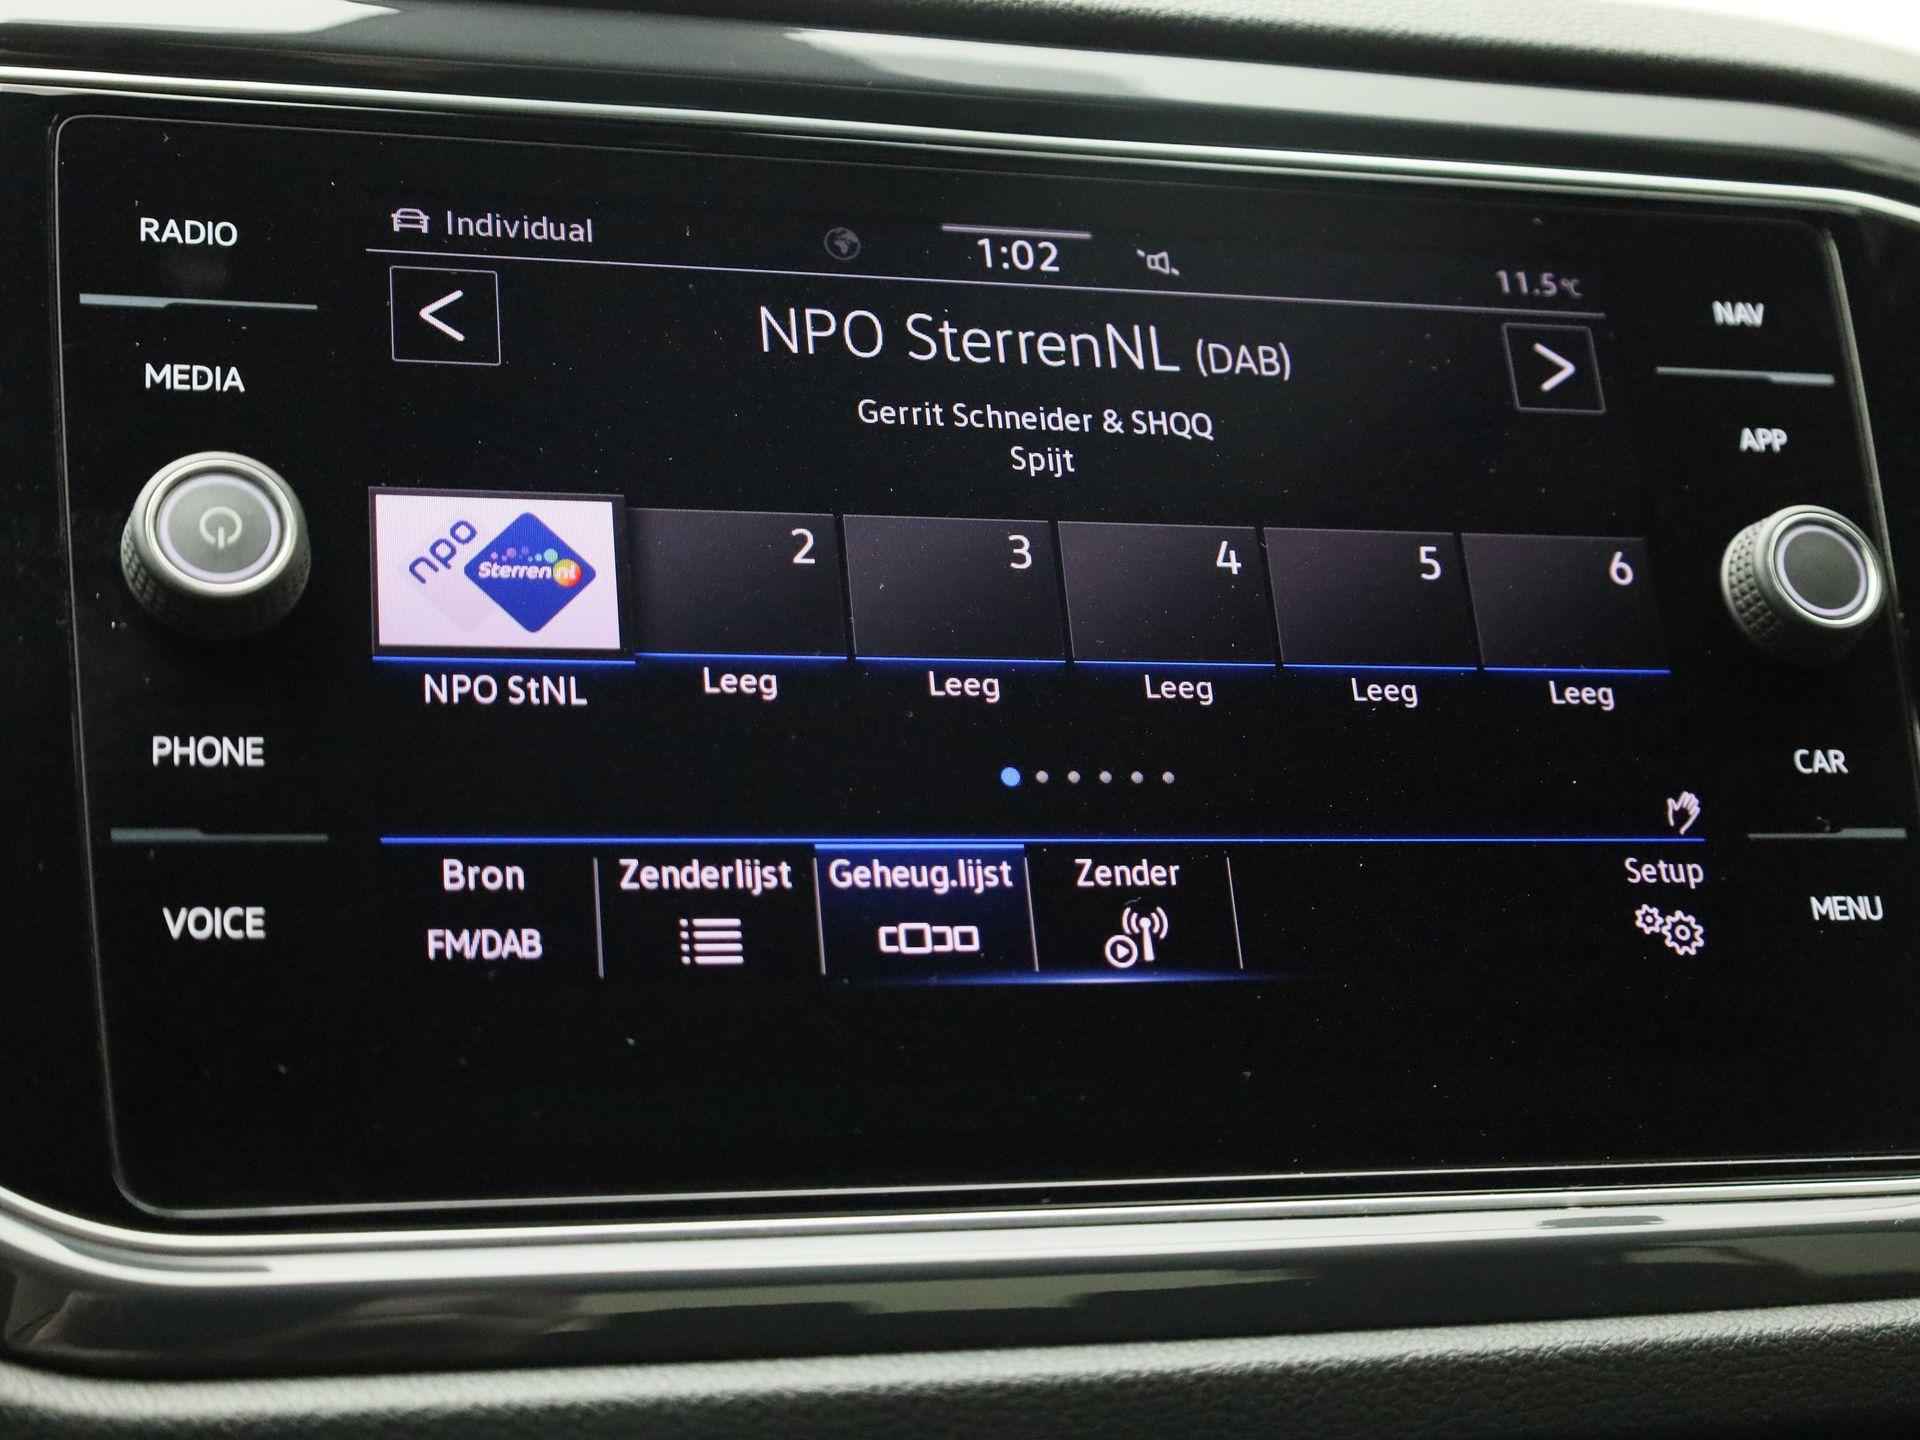 RADIO
MEDIA
PHONE
VOICE
Individual
1:02
11.5°C
<
NPO SterrenNL (DAB)
>
Gerrit Schneider & SHQQ
Spijt
npo
Sterren nl
2
3
4
5
6
NPO StNL
Leeg
Leeg
Leeg
Leeg
Leeg
Bron
FM/DAB
Zenderlijst
Geheug.lijst
Zender
Setup
NAV
APP
CAR
MENU